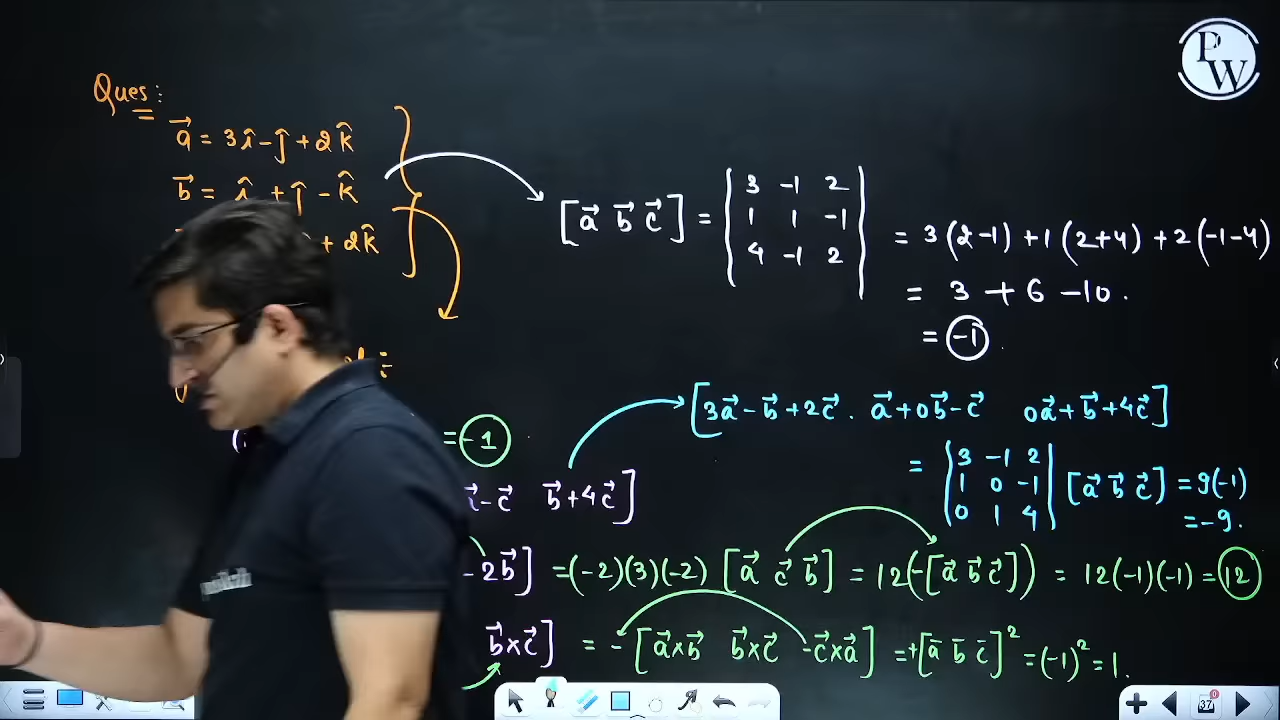 PW
Ques:
a⃗ = 3î - ĵ + 2k̂
b⃗ = î + ĵ - k̂
+ 2k̂
[a⃗ b⃗ c⃗] = |3 -1 2|
|1 1 -1|
|4 -1 2|
= 3(2-1) +1(2+4) +2(-1-4)
= 3 + 6 -10.
= -1.
= -1
[3a⃗ - b⃗ + 2c⃗ . a⃗ + 0b⃗ - c⃗ 0a⃗ + b⃗ + 4c⃗]
= |3 -1 2|
|1 0 -1| [a⃗ b⃗ c⃗] = 9(-1)
|0 1 4| = -9.
- c⃗ b⃗ + 4c⃗]
- 2b⃗] = (-2)(3)(-2) [a⃗ c⃗ b⃗] = 12(-[a⃗ b⃗ c⃗]) = 12(-1)(-1) = 12
b⃗×c⃗] = -[a⃗×b⃗ b⃗×c⃗ -c⃗×a⃗] = +[a̅ b̅ c̅]² = (-1)² = 1.
37